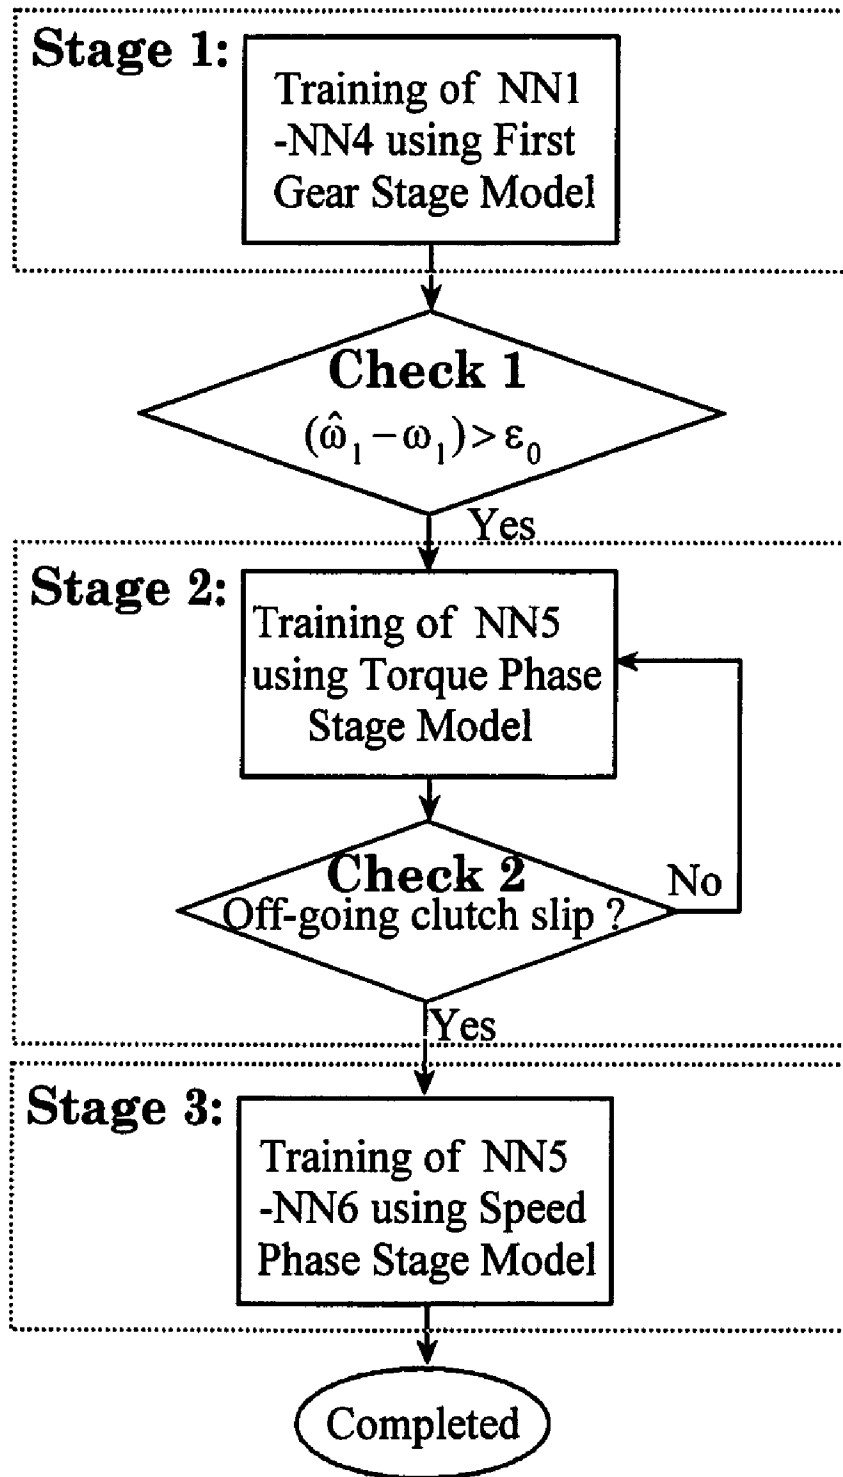 Stage 1:
Training of NN1
-NN4 using First
Gear Stage Model
Check 1
(ω̂₁ − ω₁) > ε₀
Yes
Stage 2:
Training of NN5
using Torque Phase
Stage Model
Check 2
No
Off-going clutch slip ?
Yes
Stage 3:
Training of NN5
-NN6 using Speed
Phase Stage Model
Completed